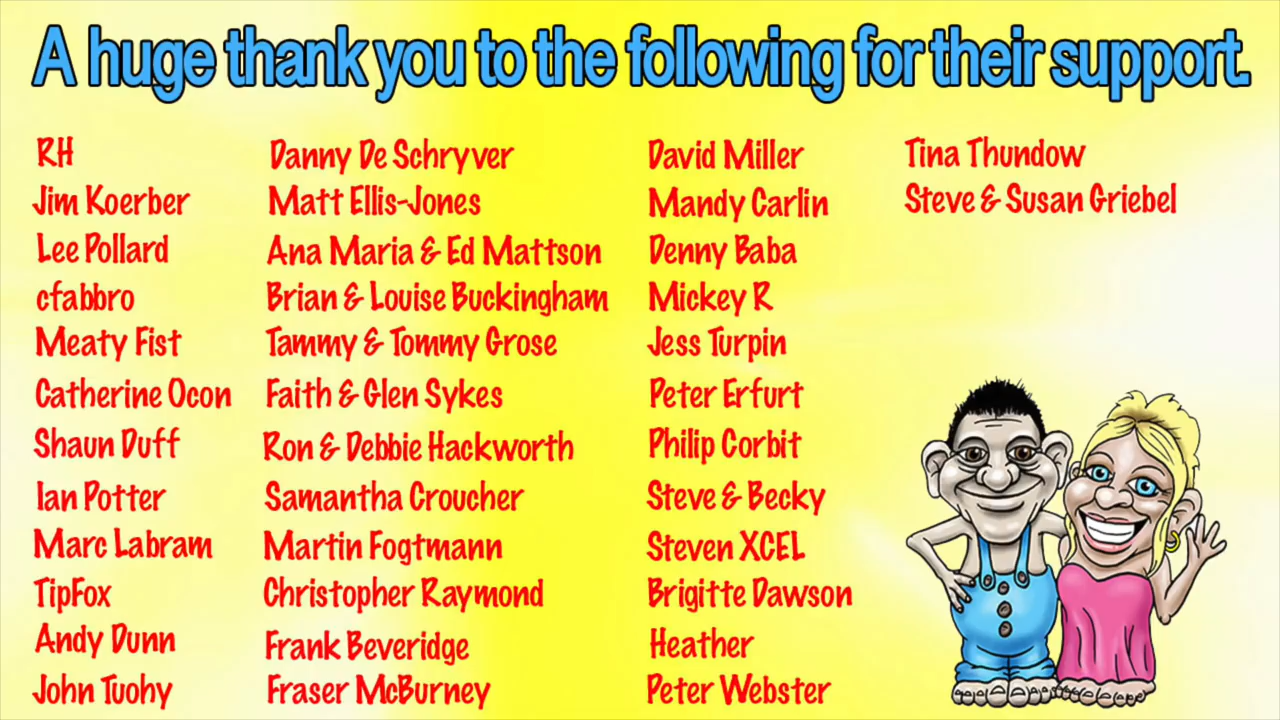 A huge thank you to the following for their support.
RH
Jim Koerber
Lee Pollard
cfabbro
Meaty Fist
Catherine Ocon
Shaun Duff
Ian Potter
Marc Labram
TipFox
Andy Dunn
John Tuohy
Danny De Schryver
Matt Ellis-Jones
Ana Maria & Ed Mattson
Brian & Louise Buckingham
Tammy & Tommy Grose
Faith & Glen Sykes
Ron & Debbie Hackworth
Samantha Croucher
Martin Fogtmann
Christopher Raymond
Frank Beveridge
Fraser McBurney
David Miller
Mandy Carlin
Denny Baba
Mickey R
Jess Turpin
Peter Erfurt
Philip Corbit
Steve & Becky
Steven XCEL
Brigitte Dawson
Heather
Peter Webster
Tina Thundow
Steve & Susan Griebel